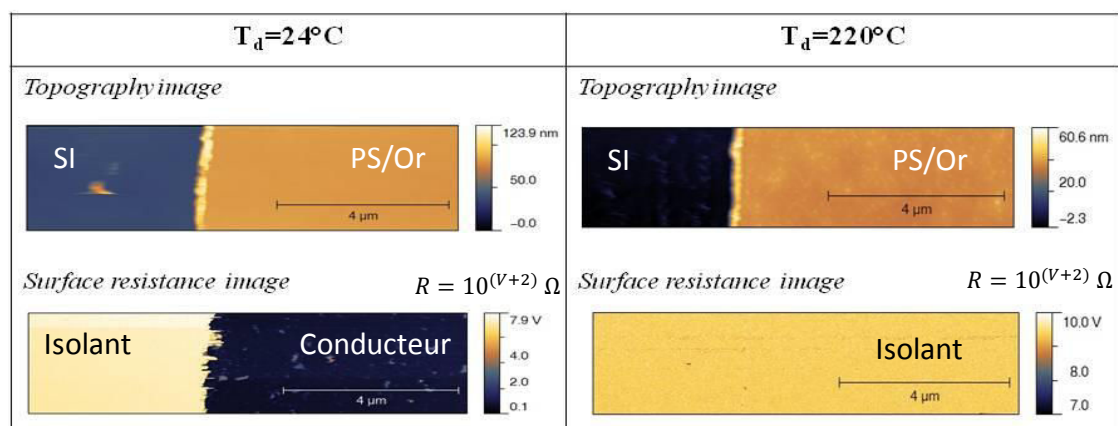 T_d=24°C
T_d=220°C
Topography image
SI
PS/Or
4 µm
123.9 nm
50.0
−0.0
Topography image
SI
PS/Or
4 µm
60.6 nm
20.0
−2.3
Surface resistance image
R = 10^(V+2) Ω
Isolant
Conducteur
4 µm
7.9 V
4.0
2.0
0.1
Surface resistance image
R = 10^(V+2) Ω
Isolant
4 µm
10.0 V
8.0
7.0